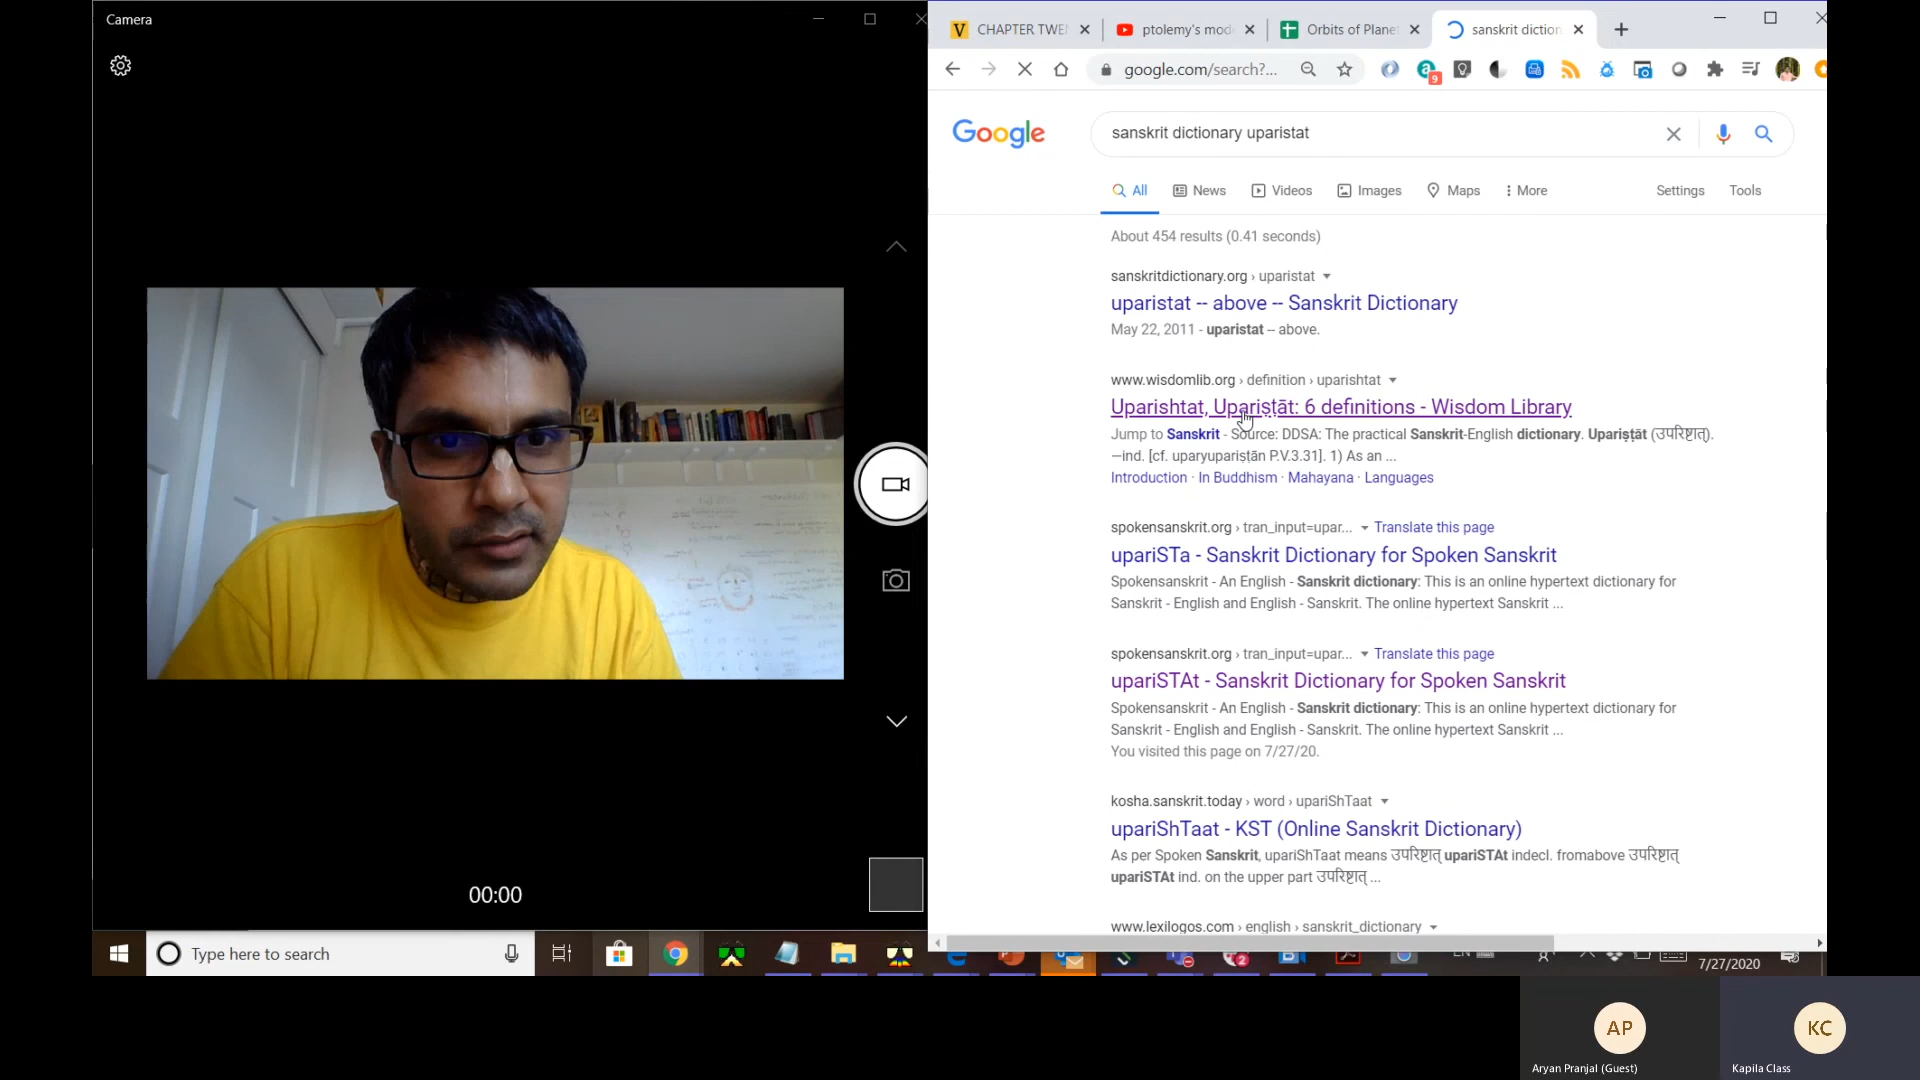 Camera
CHAPTER TWE
ptolemy's mod
Orbits of Plane
sanskrit diction
google.com/search?...
9
Google
sanskrit dictionary uparistat
All
News
Videos
Images
Maps
More
Settings
Tools
About 454 results (0.41 seconds)
sanskritdictionary.org › uparistat
uparistat -- above -- Sanskrit Dictionary
May 22, 2011 - uparistat -- above.
www.wisdomlib.org › definition › uparishtat
Uparishtat, Upariṣṭāt: 6 definitions - Wisdom Library
Jump to Sanskrit - Source: DDSA: The practical Sanskrit-English dictionary. Upariṣṭāt (उपरिष्टात्).
—ind. [cf. uparyupariṣṭān P.V.3.31]. 1) As an ...
Introduction · In Buddhism · Mahayana · Languages
spokensanskrit.org › tran_input=upar...
Translate this page
upariSTa - Sanskrit Dictionary for Spoken Sanskrit
Spokensanskrit - An English - Sanskrit dictionary: This is an online hypertext dictionary for
Sanskrit - English and English - Sanskrit. The online hypertext Sanskrit ...
spokensanskrit.org › tran_input=upar...
Translate this page
upariSTAt - Sanskrit Dictionary for Spoken Sanskrit
Spokensanskrit - An English - Sanskrit dictionary: This is an online hypertext dictionary for
Sanskrit - English and English - Sanskrit. The online hypertext Sanskrit ...
You visited this page on 7/27/20.
kosha.sanskrit.today › word › upariShTaat
upariShTaat - KST (Online Sanskrit Dictionary)
As per Spoken Sanskrit, upariShTaat means उपरिष्टात् upariSTAt indecl. fromabove उपरिष्टात्
upariSTAt ind. on the upper part उपरिष्टात् ...
www.lexilogos.com › english › sanskrit_dictionary
00:00
Type here to search
7/27/2020
AP
KC
Aryan Pranjal (Guest)
Kapila Class